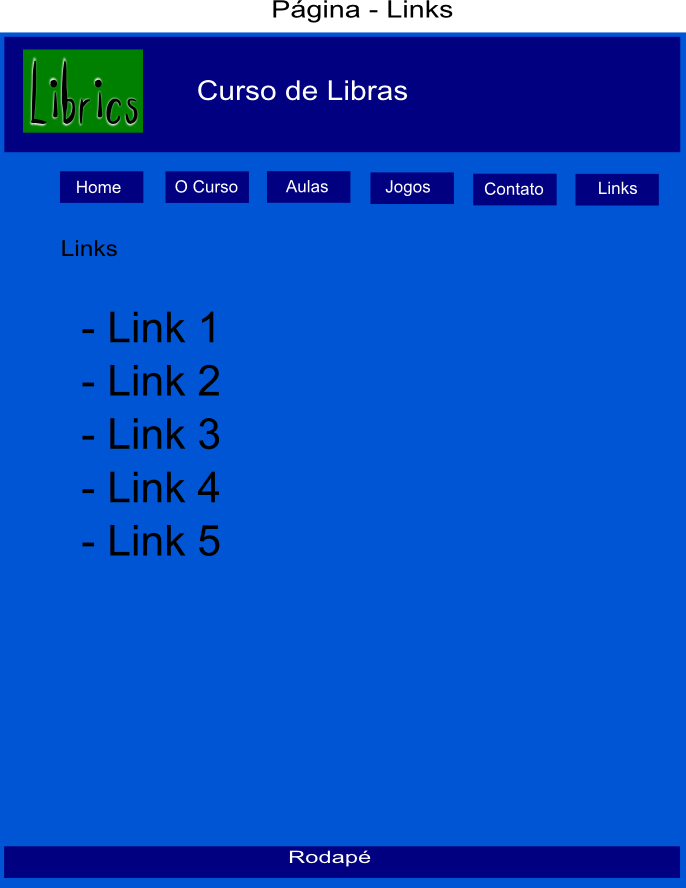 Página - Links
Librics
Curso de Libras
Home O Curso Aulas Jogos Contato Links
Links
- Link 1
- Link 2
- Link 3
- Link 4
- Link 5
Rodapé